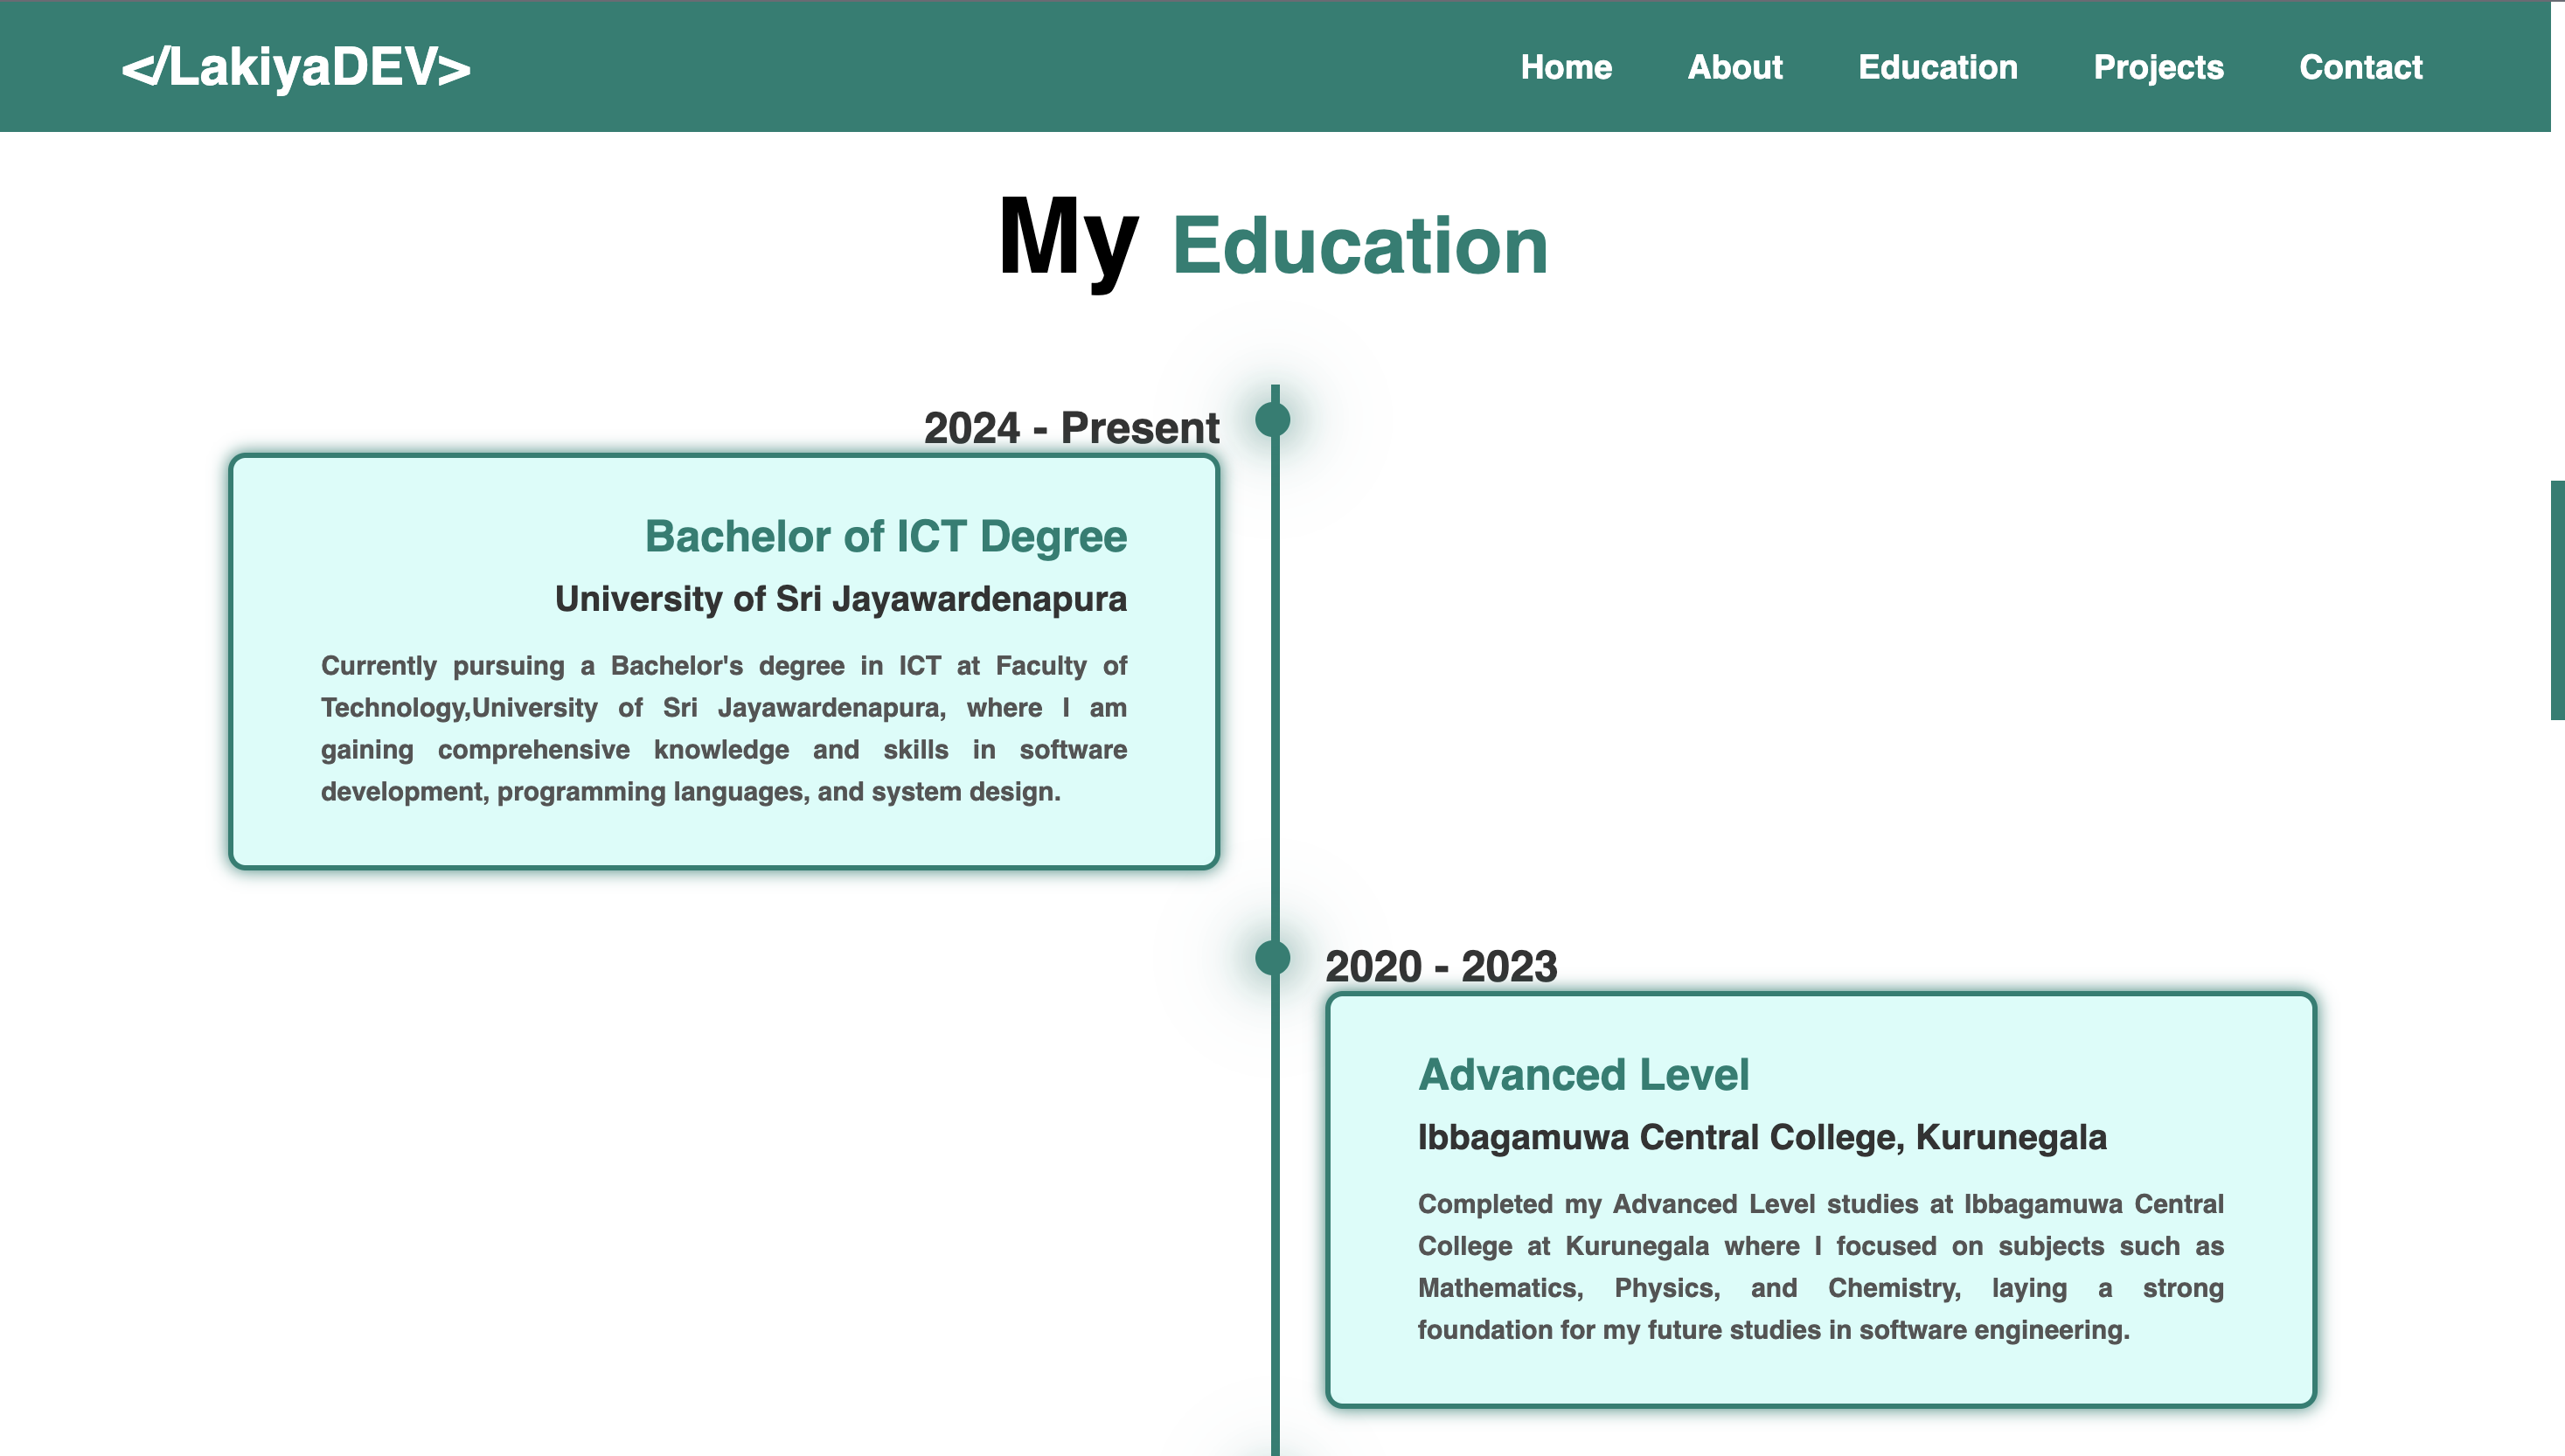 </LakiyaDEV>
Home About Education Projects Contact
My Education
2024 - Present
Bachelor of ICT Degree
University of Sri Jayawardenapura
Currently pursuing a Bachelor's degree in ICT at Faculty of
Technology,University of Sri Jayawardenapura, where I am
gaining comprehensive knowledge and skills in software
development, programming languages, and system design.
2020 - 2023
Advanced Level
Ibbagamuwa Central College, Kurunegala
Completed my Advanced Level studies at Ibbagamuwa Central
College at Kurunegala where I focused on subjects such as
Mathematics, Physics, and Chemistry, laying a strong
foundation for my future studies in software engineering.